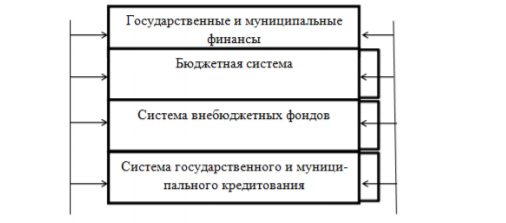 Государственные и муниципальные
финансы
Бюджетная система
Система внебюджетных фондов
Система государственного и муници-
пального кредитования